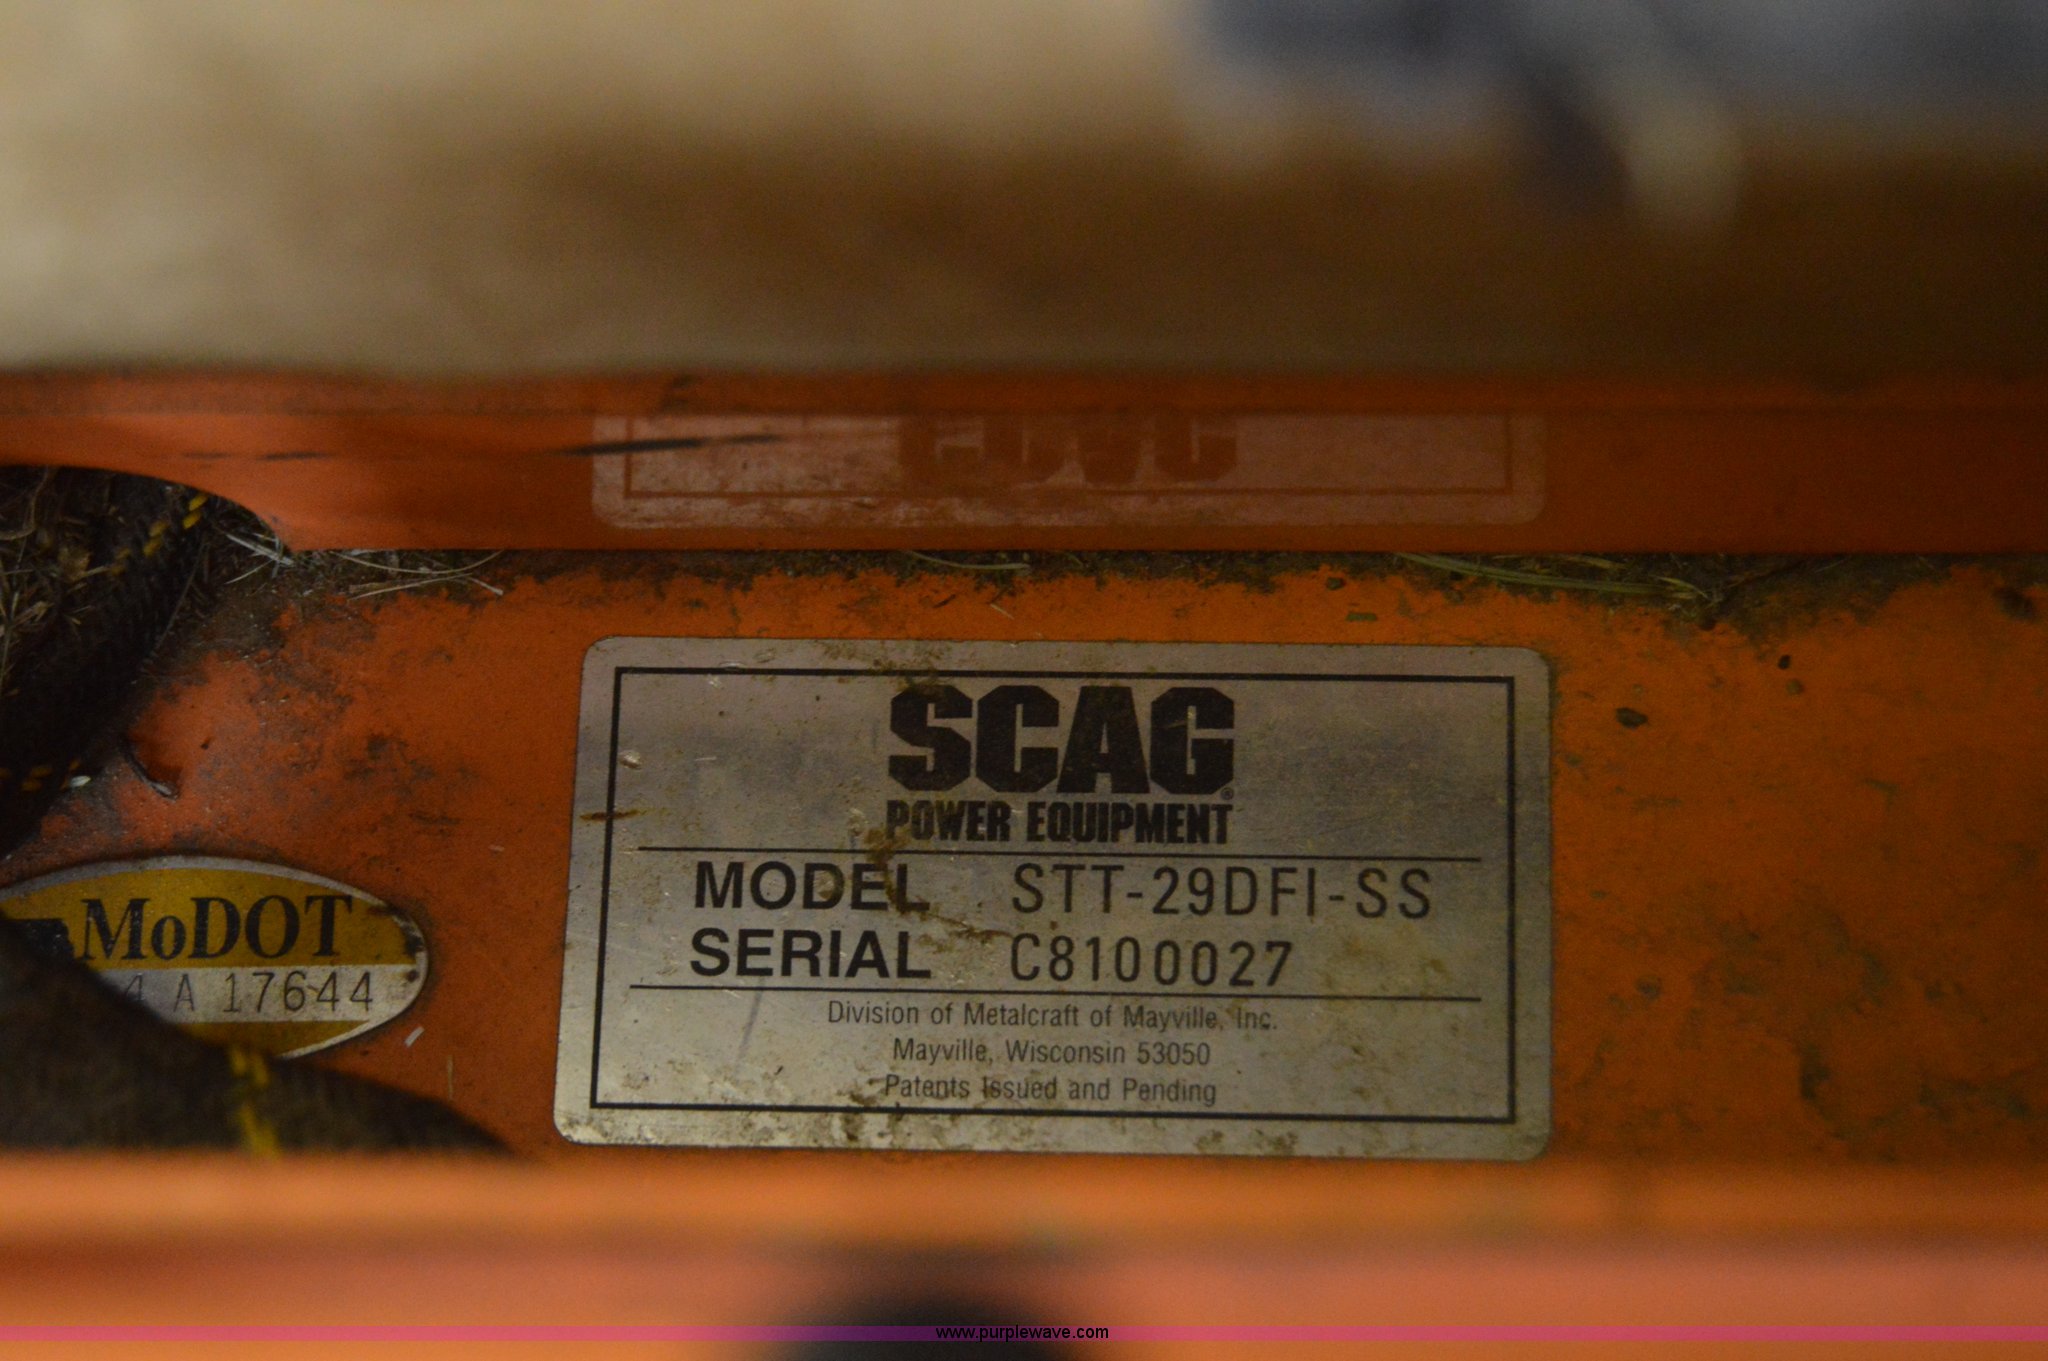 SCAG®
POWER EQUIPMENT
MODEL STT-29DFI-SS
SERIAL C8100027
Division of Metalcraft of Mayville, Inc.
Mayville, Wisconsin 53050
Patents Issued and Pending
MoDOT
4 A 17644
www.purplewave.com